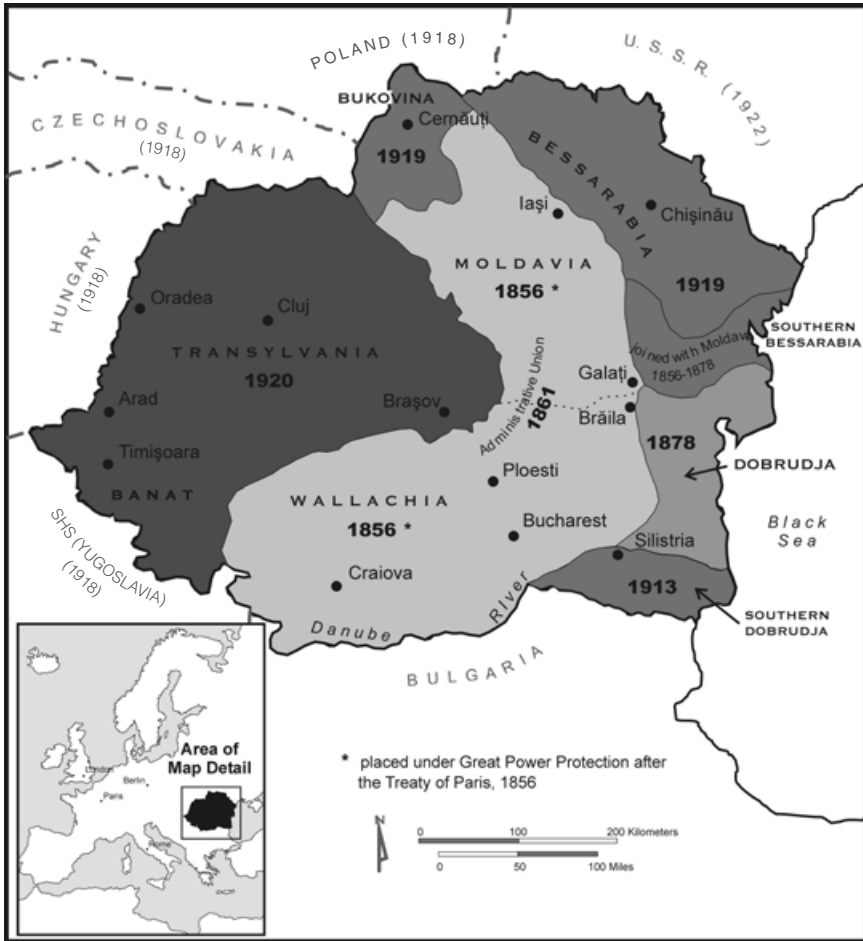 POLAND (1918)
U.S.S.R. (1922)
CZECHOSLOVAKIA
(1918)
BUKOVINA
Cernăuți
1919
BESSARABIA
Iași
Chișinău
HUNGARY
(1918)
MOLDAVIA
1856 *
1919
Oradea
Cluj
TRANSYLVANIA
1920
SOUTHERN
BESSARABIA
joined with Moldava
1856-1878
Administrative Union
1861
Galați
Arad
Brașov
Brăila
1878
Timișoara
DOBRUDJA
BANAT
Ploesti
WALLACHIA
1856 *
Bucharest
Black
Sea
SHS (YUGOSLAVIA)
(1918)
Silistria
Craiova
1913
Danube
River
SOUTHERN
DOBRUDJA
BULGARIA
Area of
Map Detail
London
Berlin
Paris
Rome
* placed under Great Power Protection after
the Treaty of Paris, 1856
N
0 100 200 Kilometers
0 50 100 Miles